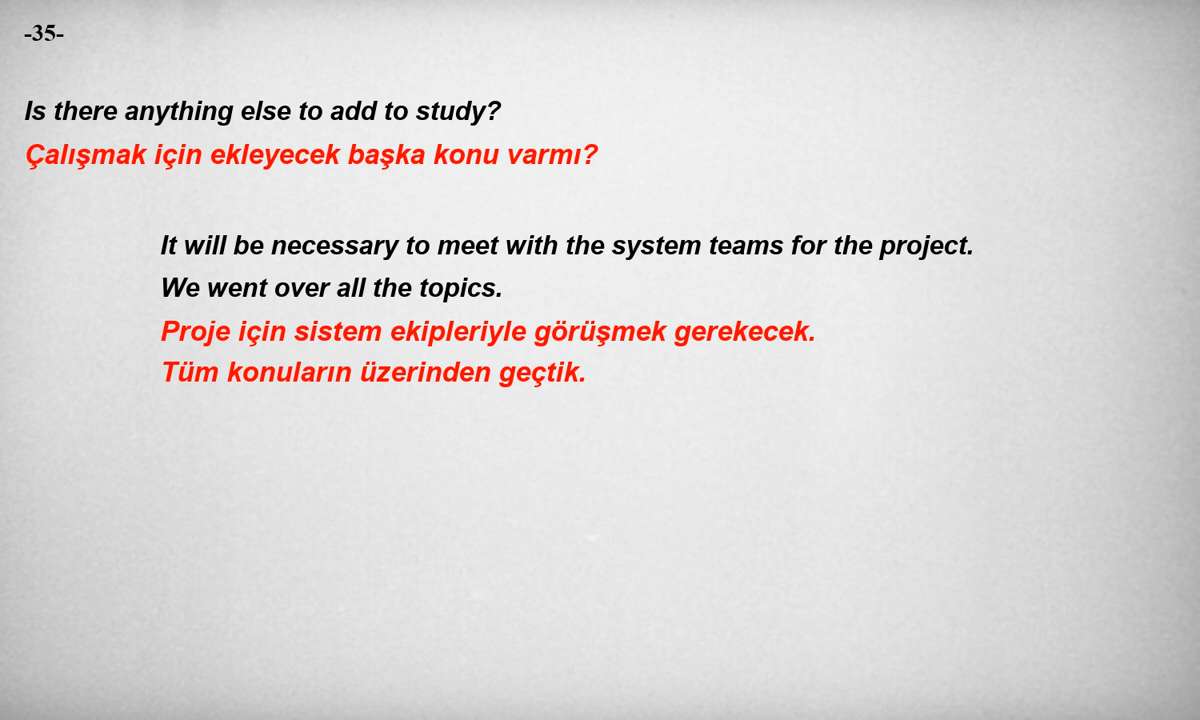 -35-
Is there anything else to add to study?
Çalışmak için ekleyecek başka konu varmı?
It will be necessary to meet with the system teams for the project.
We went over all the topics.
Proje için sistem ekipleriyle görüşmek gerekecek.
Tüm konuların üzerinden geçtik.